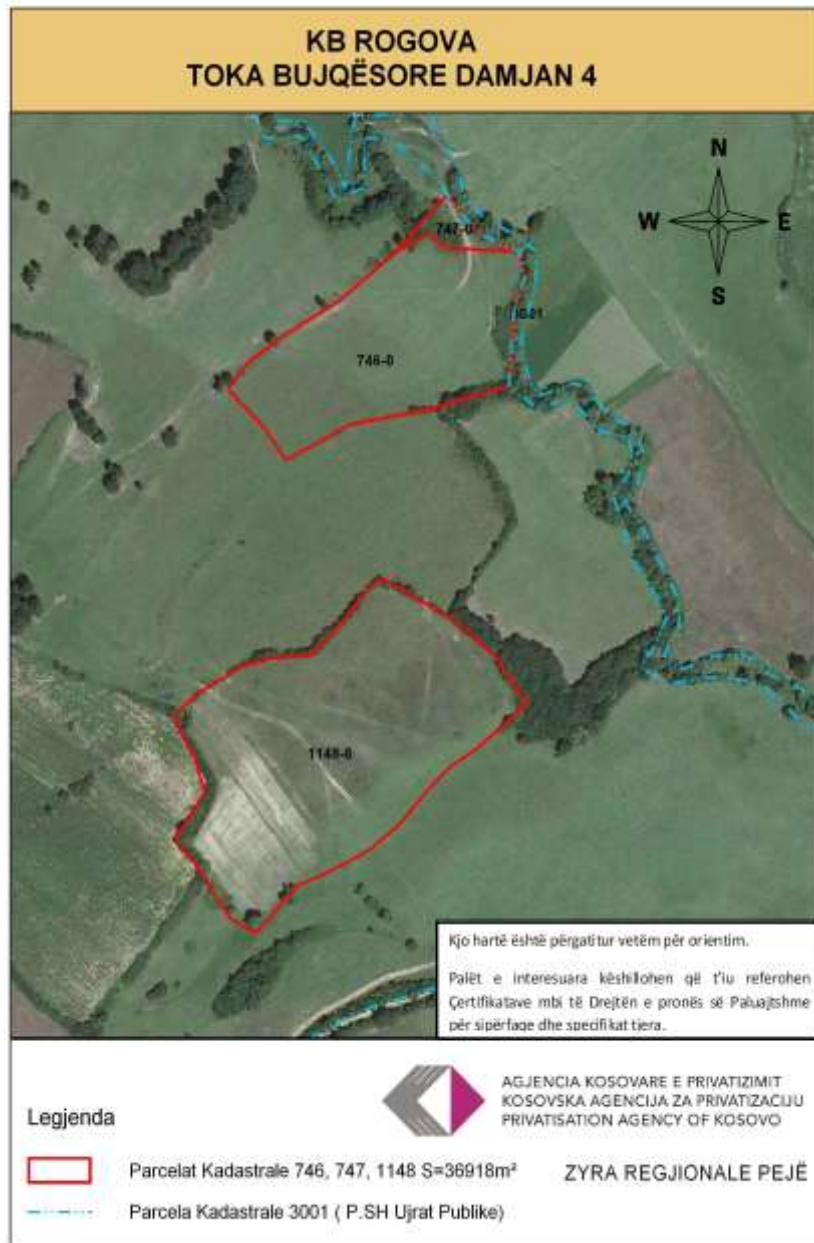 KB ROGOVA
TOKA BUJQËSORE DAMJAN 4
N
W E
S
747-0
746-0
1148-0
Kjo hartë është përgatitur vetëm për orientim.
Palët e interesuara këshillohen që t'iu referohen
Çertifikatave mbi të Drejtën e pronës së Paluajtshme
për sipërfaqe dhe specifikat tjera.
AGJENCIA KOSOVARE E PRIVATIZIMIT
KOSOVSKA AGENCIJA ZA PRIVATIZACIJU
PRIVATISATION AGENCY OF KOSOVO
Legjenda
Parcelat Kadastrale 746, 747, 1148 S=36918m²
ZYRA REGJIONALE PEJË
Parcela Kadastrale 3001 ( P.SH Ujrat Publike)